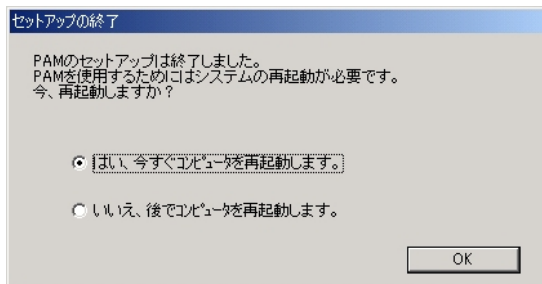 セットアップの終了
PAMのセットアップは終了しました。
PAMを使用するためにはシステムの再起動が必要です。
今、再起動しますか？
はい、今すぐｺﾝﾋﾟｭｰﾀを再起動します。
いいえ、後でｺﾝﾋﾟｭｰﾀを再起動します。
OK